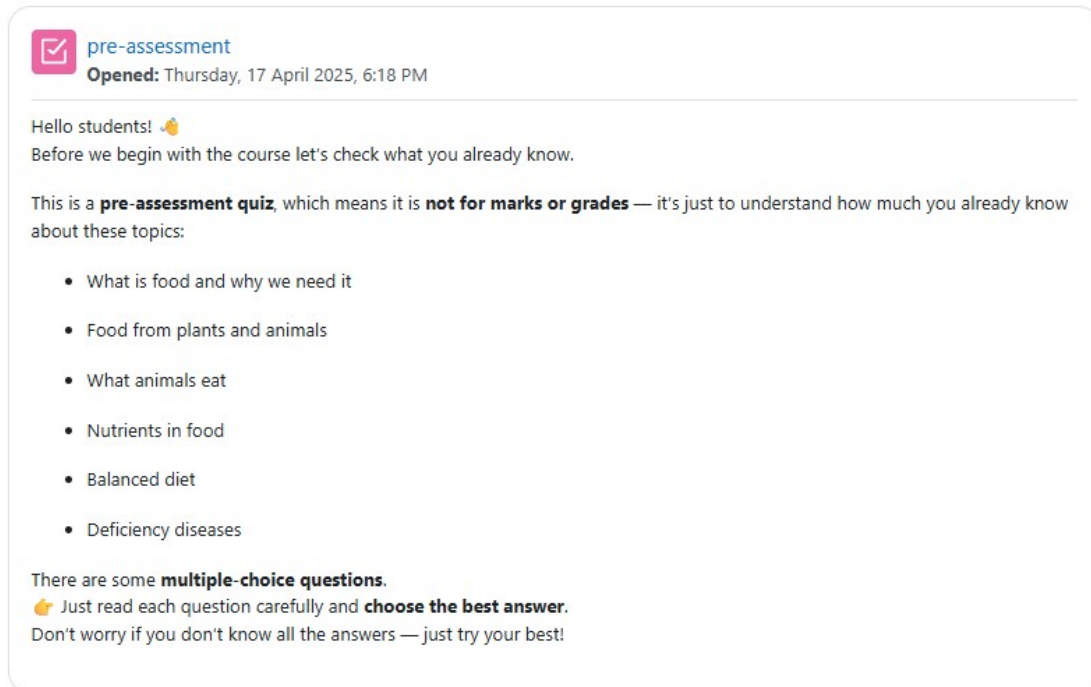 pre-assessment
Opened: Thursday, 17 April 2025, 6:18 PM
Hello students! 👋
Before we begin with the course let's check what you already know.
This is a pre-assessment quiz, which means it is not for marks or grades — it's just to understand how much you already know
about these topics:
• What is food and why we need it
• Food from plants and animals
• What animals eat
• Nutrients in food
• Balanced diet
• Deficiency diseases
There are some multiple-choice questions.
👉 Just read each question carefully and choose the best answer.
Don't worry if you don't know all the answers — just try your best!